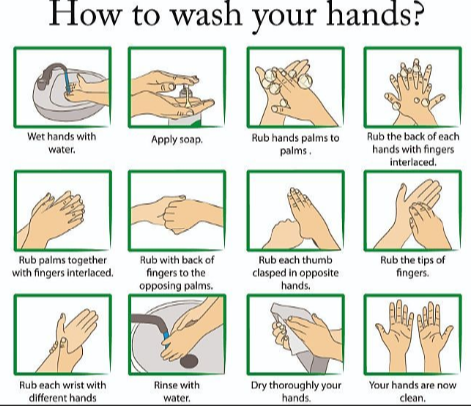 How to wash your hands?
Wet hands with
water.
Apply soap.
Rub hands palms to
palms .
Rub the back of each
hands with fingers
interlaced.
Rub palms together
with fingers interlaced.
Rub with back of
fingers to the
opposing palms.
Rub each thumb
clasped in opposite
hands.
Rub the tips of
fingers.
Rub each wrist with
different hands
Rinse with
water.
Dry thoroughly your
hands.
Your hands are now
clean.